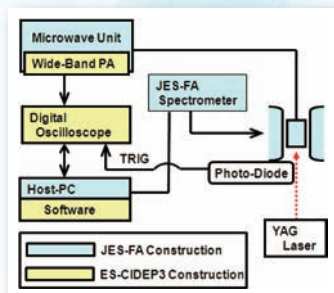 Microwave Unit
Wide-Band PA
JES-FA
Spectrometer
Digital
Oscilloscope
TRIG
Photo-Diode
Host-PC
Software
YAG
Laser
JES-FA Construction
ES-CIDEP3 Construction